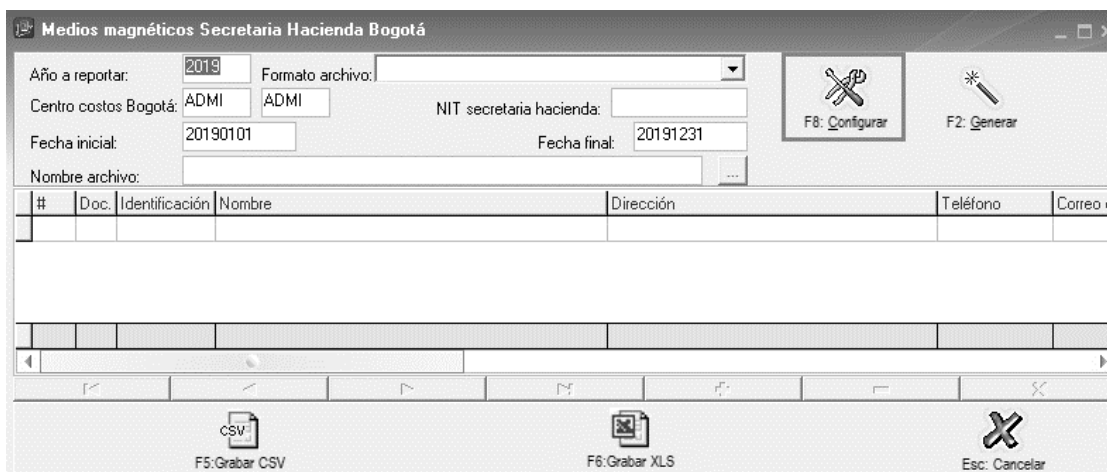 Medios magnéticos Secretaria Hacienda Bogotá
Año a reportar: 2019 Formato archivo:
Centro costos Bogotá: ADMI ADMI NIT secretaria hacienda:
Fecha inicial: 20190101 Fecha final: 20191231
Nombre archivo: ...
F8: Configurar F2: Generar
# Doc. Identificación Nombre Dirección Teléfono Correo
F5:Grabar CSV F6:Grabar XLS Esc: Cancelar
CSV